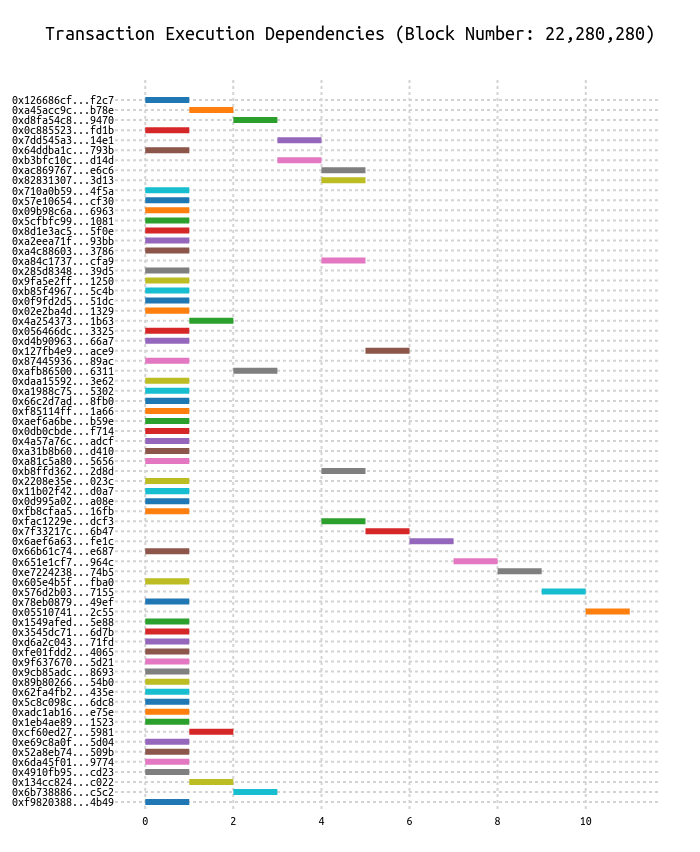 Transaction Execution Dependencies (Block Number: 22,280,280)
0x126686cf...f2c7
0xa45acc9c...b78e
0xd8fa54c8...9470
0x0c885523...fd1b
0x7dd545a3...14e1
0x64ddba1c...793b
0xb3bfc10c...d14d
0xac869767...e6c6
0x82831307...3d13
0x710a0b59...4f5a
0x57e10654...cf30
0x09b98c6a...6963
0x5cfbfc99...1081
0x8d1e3ac5...5f0e
0xa2eea71f...93bb
0xa4c88603...3786
0xa84c1737...cfa9
0x285d8348...39d5
0x9fa5e2ff...1250
0xb85f4967...5c4b
0x0f9fd2d5...51dc
0x02e2ba4d...1329
0x4a254373...1b63
0x056466dc...3325
0xd4b90963...66a7
0x127fb4e9...ace9
0x87445936...89ac
0xafb86500...6311
0xdaa15592...3e62
0xa1988c75...5302
0x66c2d7ad...8fb0
0xf85114ff...1a66
0xaef6a6be...b59e
0x0db0cbde...f714
0x4a57a76c...adcf
0xa31b8b60...d410
0xa81c5a80...5656
0xb8ffd362...2d8d
0x2208e35e...023c
0x11b02f42...d0a7
0x0d995a02...a08e
0xfb8cfaa5...16fb
0xfac1229e...dcf3
0x7f33217c...6b47
0x6aef6a63...fe1c
0x66b61c74...e687
0x651e1cf7...964c
0xe7224238...74b5
0x605e4b5f...fba0
0x576d2b03...7155
0x78eb0879...49ef
0x05510741...2c55
0x1549afed...5e88
0x3545dc71...6d7b
0xd6a2c043...71fd
0xfe01fdd2...4065
0x9f637670...5d21
0x9cb85adc...8693
0x89b80266...54b0
0x62fa4fb2...435e
0x5c8c098c...6dc8
0xadc1ab16...e75e
0x1eb4ae89...1523
0xcf60ed27...5981
0xe69c8a0f...5d04
0x52a8eb74...509b
0x6da45f01...9774
0x4910fb95...cd23
0x134cc824...c022
0x6b738886...c5c2
0xf9820388...4b49
0 2 4 6 8 10